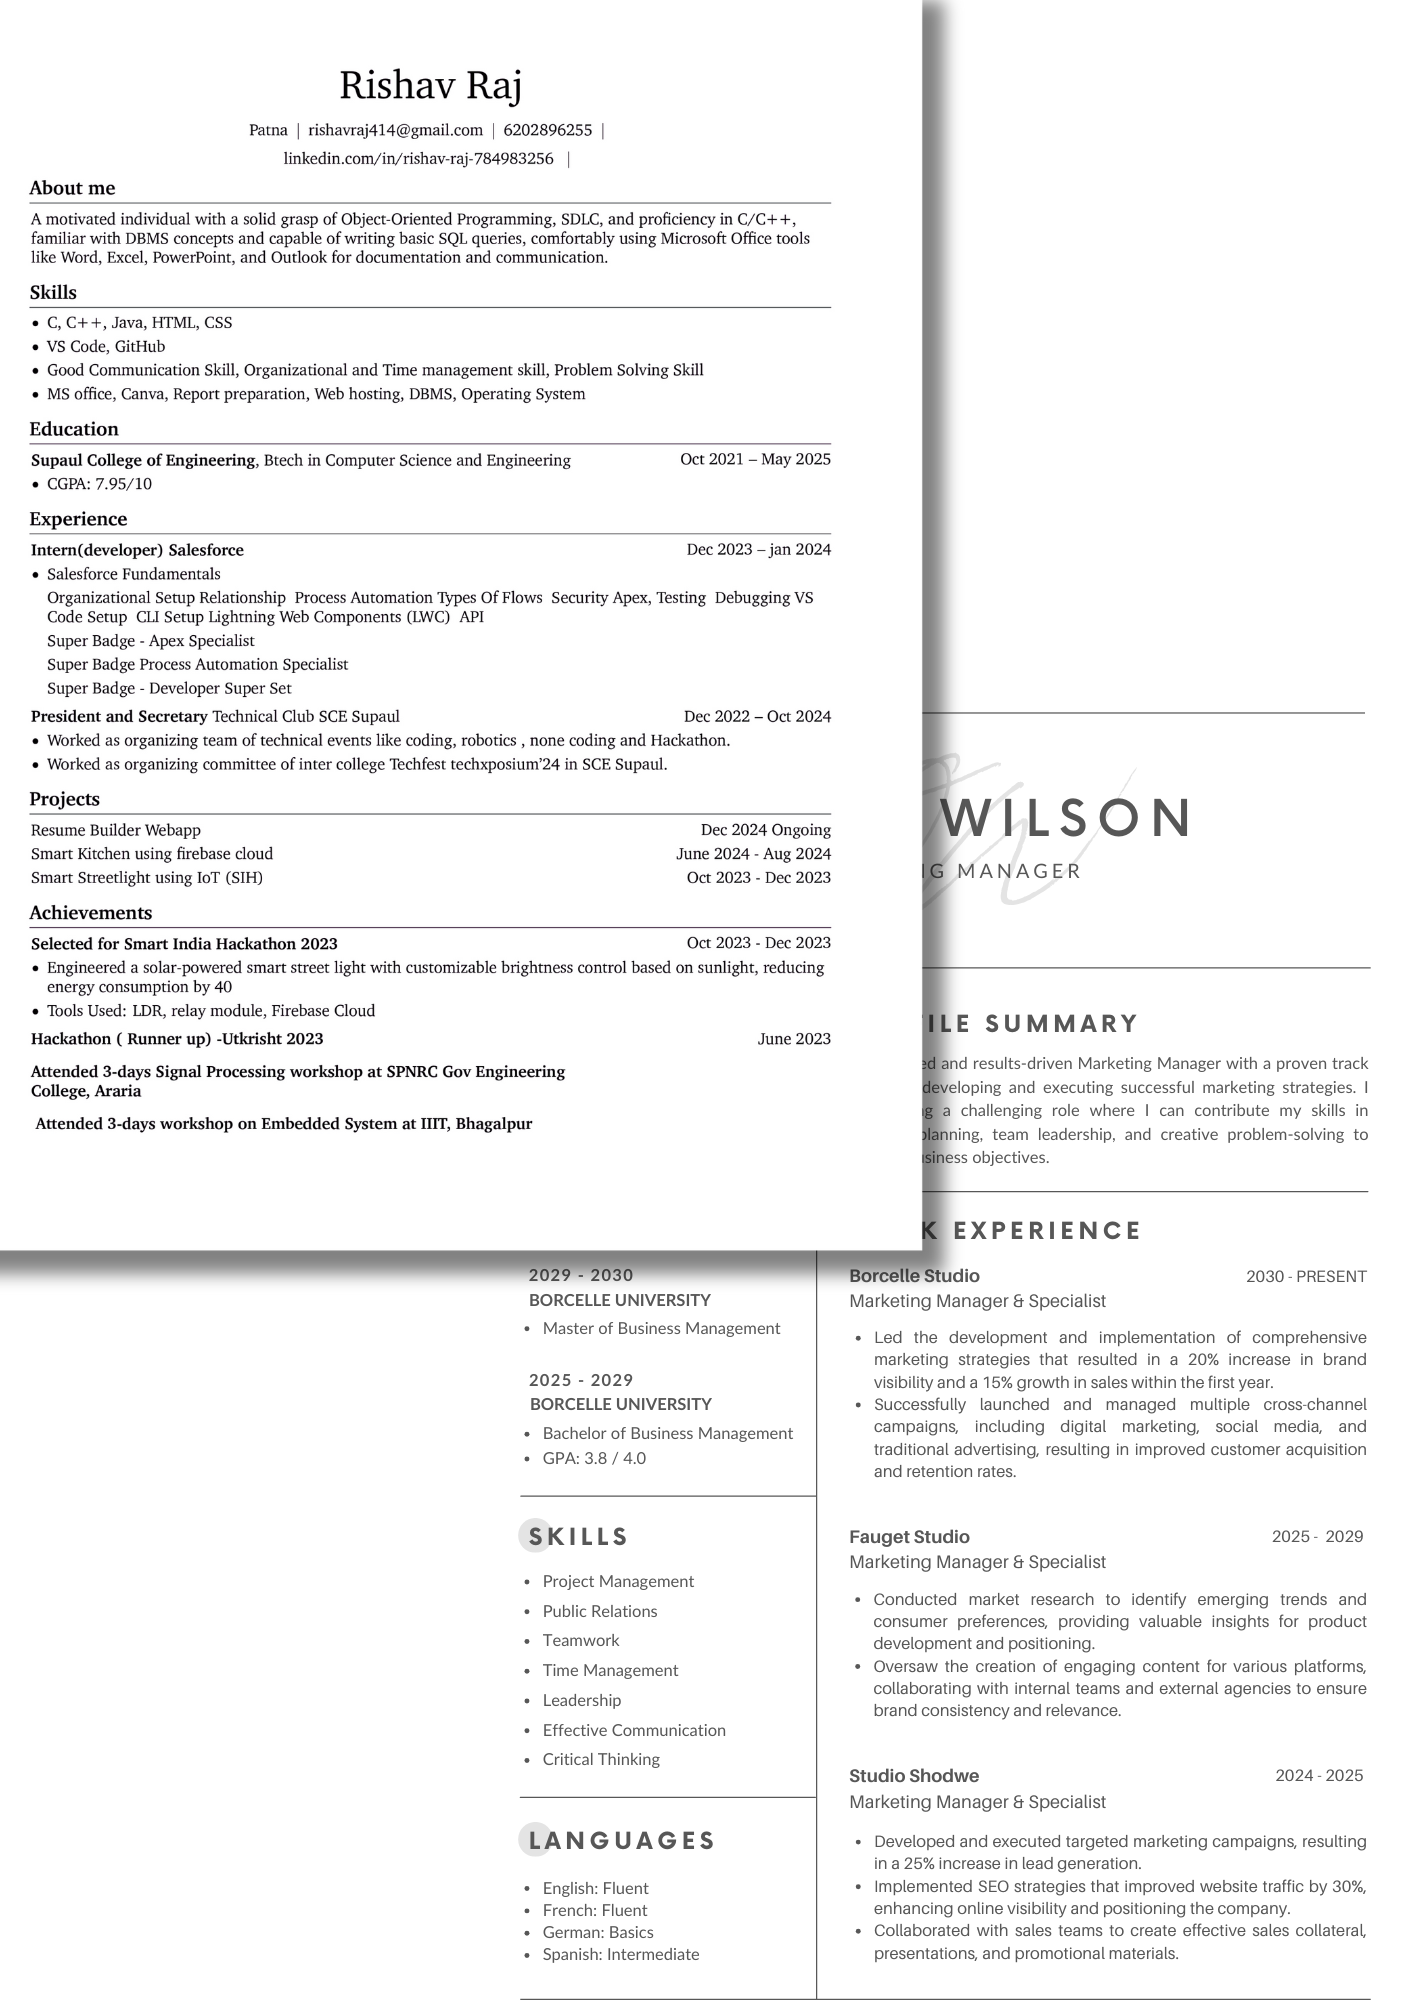 Rishav Raj
Patna | rishavraj414@gmail.com | 6202896255 |
linkedin.com/in/rishav-raj-784983256 |
About me
A motivated individual with a solid grasp of Object-Oriented Programming, SDLC, and proficiency in C/C++,
familiar with DBMS concepts and capable of writing basic SQL queries, comfortably using Microsoft Office tools
like Word, Excel, PowerPoint, and Outlook for documentation and communication.
Skills
• C, C++, Java, HTML, CSS
• VS Code, GitHub
• Good Communication Skill, Organizational and Time management skill, Problem Solving Skill
• MS office, Canva, Report preparation, Web hosting, DBMS, Operating System
Education
Supaul College of Engineering, Btech in Computer Science and Engineering Oct 2021 – May 2025
• CGPA: 7.95/10
Experience
Intern(developer) Salesforce Dec 2023 – jan 2024
• Salesforce Fundamentals
Organizational Setup Relationship Process Automation Types Of Flows Security Apex, Testing Debugging VS
Code Setup CLI Setup Lightning Web Components (LWC) API
Super Badge - Apex Specialist
Super Badge Process Automation Specialist
Super Badge - Developer Super Set
President and Secretary Technical Club SCE Supaul Dec 2022 – Oct 2024
• Worked as organizing team of technical events like coding, robotics , none coding and Hackathon.
• Worked as organizing committee of inter college Techfest techxposium'24 in SCE Supaul.
Projects
Resume Builder Webapp Dec 2024 Ongoing
Smart Kitchen using firebase cloud June 2024 - Aug 2024
Smart Streetlight using IoT (SIH) Oct 2023 - Dec 2023
Achievements
Selected for Smart India Hackathon 2023 Oct 2023 - Dec 2023
• Engineered a solar-powered smart street light with customizable brightness control based on sunlight, reducing
energy consumption by 40
• Tools Used: LDR, relay module, Firebase Cloud
Hackathon ( Runner up) -Utkrisht 2023 June 2023
Attended 3-days Signal Processing workshop at SPNRC Gov Engineering
College, Araria
Attended 3-days workshop on Embedded System at IIIT, Bhagalpur
WILSON
MANAGER
SUMMARY
and results-driven Marketing Manager with a proven track
developing and executing successful marketing strategies. I
a challenging role where I can contribute my skills in
planning, team leadership, and creative problem-solving to
objectives.
EXPERIENCE
2029 - 2030
BORCELLE UNIVERSITY
• Master of Business Management
2025 - 2029
BORCELLE UNIVERSITY
• Bachelor of Business Management
• GPA: 3.8 / 4.0
SKILLS
• Project Management
• Public Relations
• Teamwork
• Time Management
• Leadership
• Effective Communication
• Critical Thinking
LANGUAGES
• English: Fluent
• French: Fluent
• German: Basics
• Spanish: Intermediate
Borcelle Studio 2030 - PRESENT
Marketing Manager & Specialist
• Led the development and implementation of comprehensive
marketing strategies that resulted in a 20% increase in brand
visibility and a 15% growth in sales within the first year.
• Successfully launched and managed multiple cross-channel
campaigns, including digital marketing, social media, and
traditional advertising, resulting in improved customer acquisition
and retention rates.
Fauget Studio 2025 - 2029
Marketing Manager & Specialist
• Conducted market research to identify emerging trends and
consumer preferences, providing valuable insights for product
development and positioning.
• Oversaw the creation of engaging content for various platforms,
collaborating with internal teams and external agencies to ensure
brand consistency and relevance.
Studio Shodwe 2024 - 2025
Marketing Manager & Specialist
• Developed and executed targeted marketing campaigns, resulting
in a 25% increase in lead generation.
• Implemented SEO strategies that improved website traffic by 30%,
enhancing online visibility and positioning the company.
• Collaborated with sales teams to create effective sales collateral,
presentations, and promotional materials.